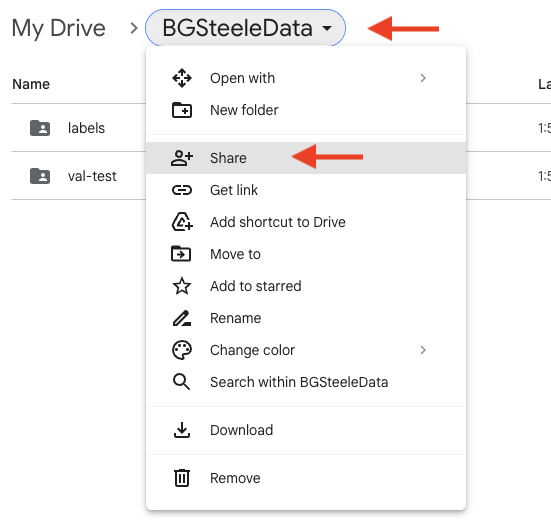 My Drive > BGSteeleData
Name
La
Open with
New folder
labels
1:5
Share
val-test
1:5
Get link
Add shortcut to Drive
Move to
Add to starred
Rename
Change color
Search within BGSteeleData
Download
Remove